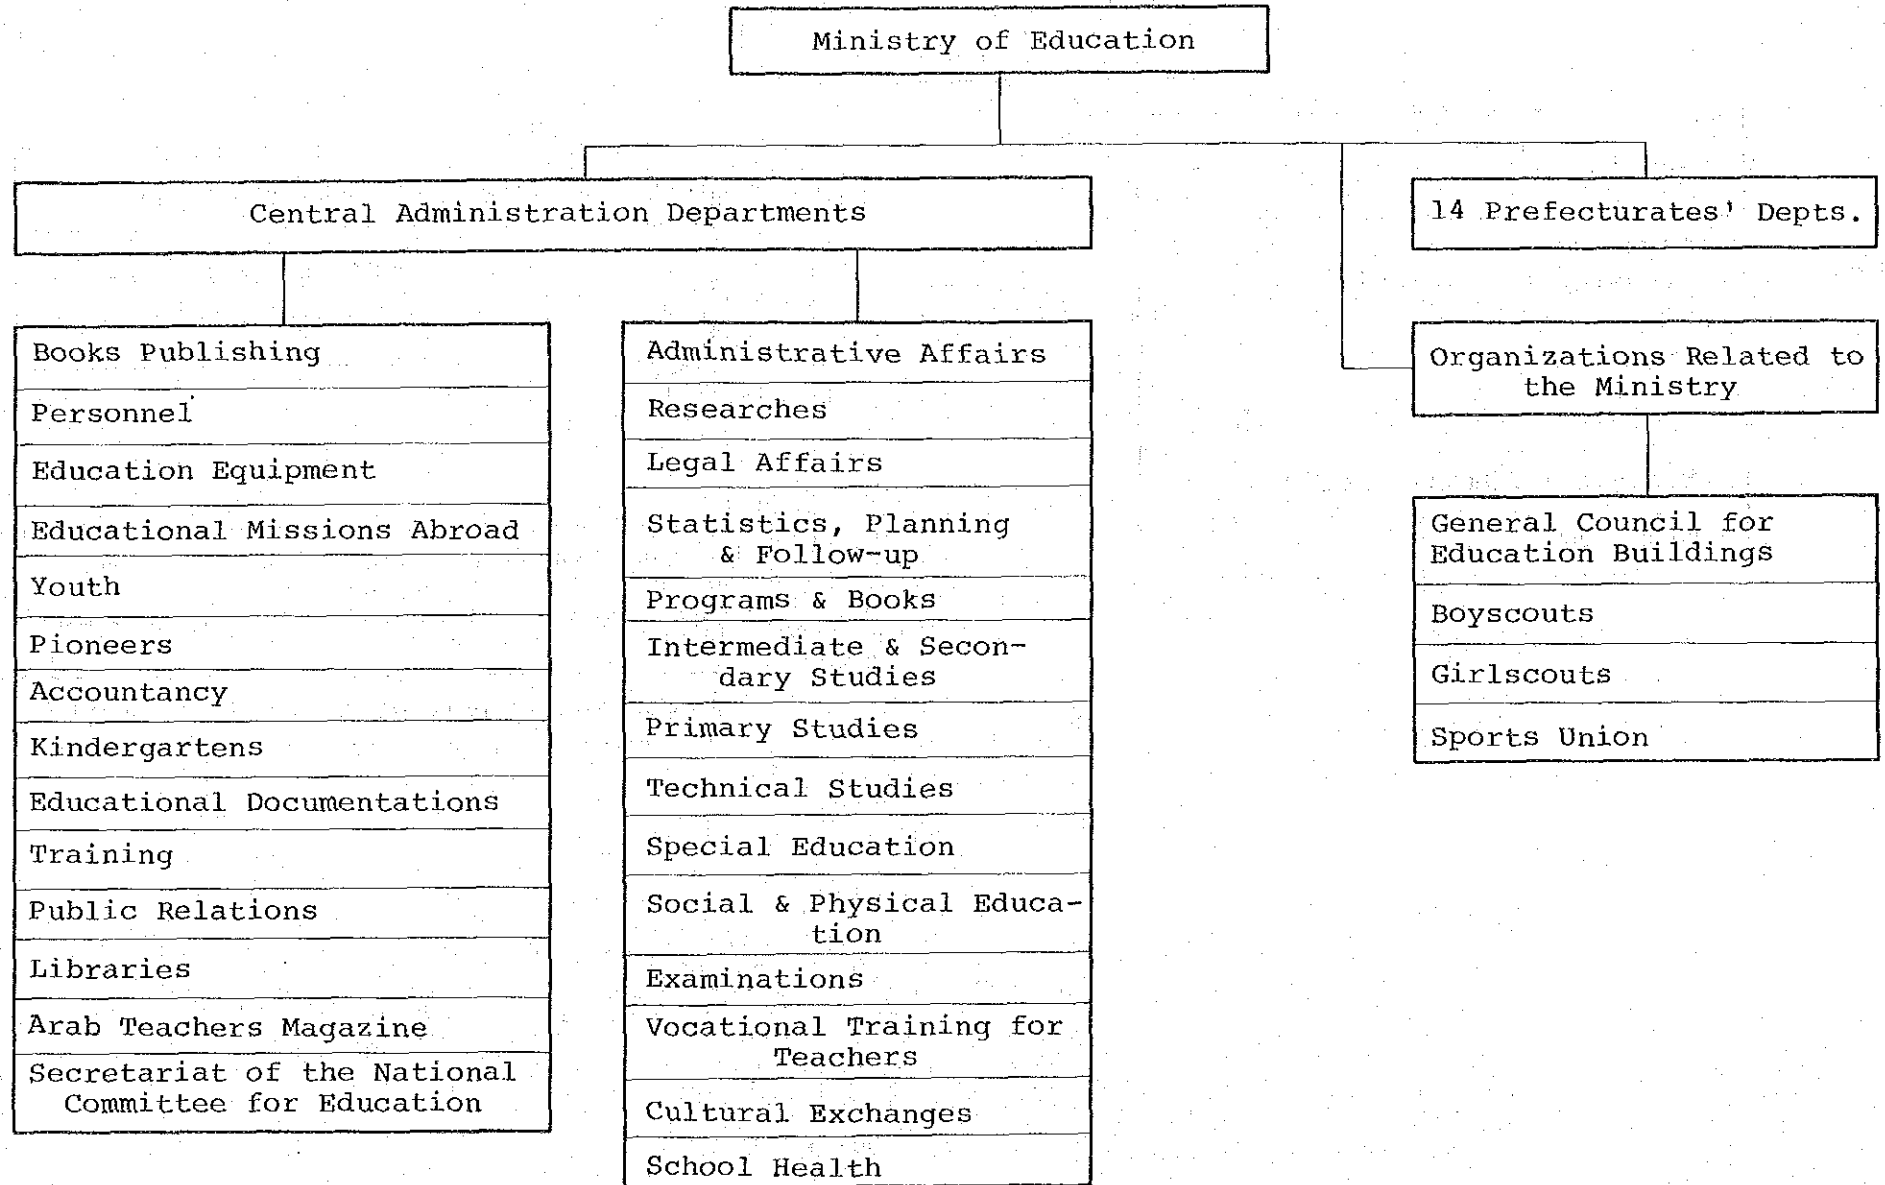 Ministry of Education
Central Administration Departments
14 Prefecturates' Depts.
Books Publishing
Personnel
Education Equipment
Educational Missions Abroad
Youth
Pioneers
Accountancy
Kindergartens
Educational Documentations
Training
Public Relations
Libraries
Arab Teachers Magazine
Secretariat of the National
Committee for Education
Administrative Affairs
Researches
Legal Affairs
Statistics, Planning
& Follow-up
Programs & Books
Intermediate & Secon-
dary Studies
Primary Studies
Technical Studies
Special Education
Social & Physical Educa-
tion
Examinations
Vocational Training for
Teachers
Cultural Exchanges
School Health
Organizations Related to
the Ministry
General Council for
Education Buildings
Boyscouts
Girlscouts
Sports Union